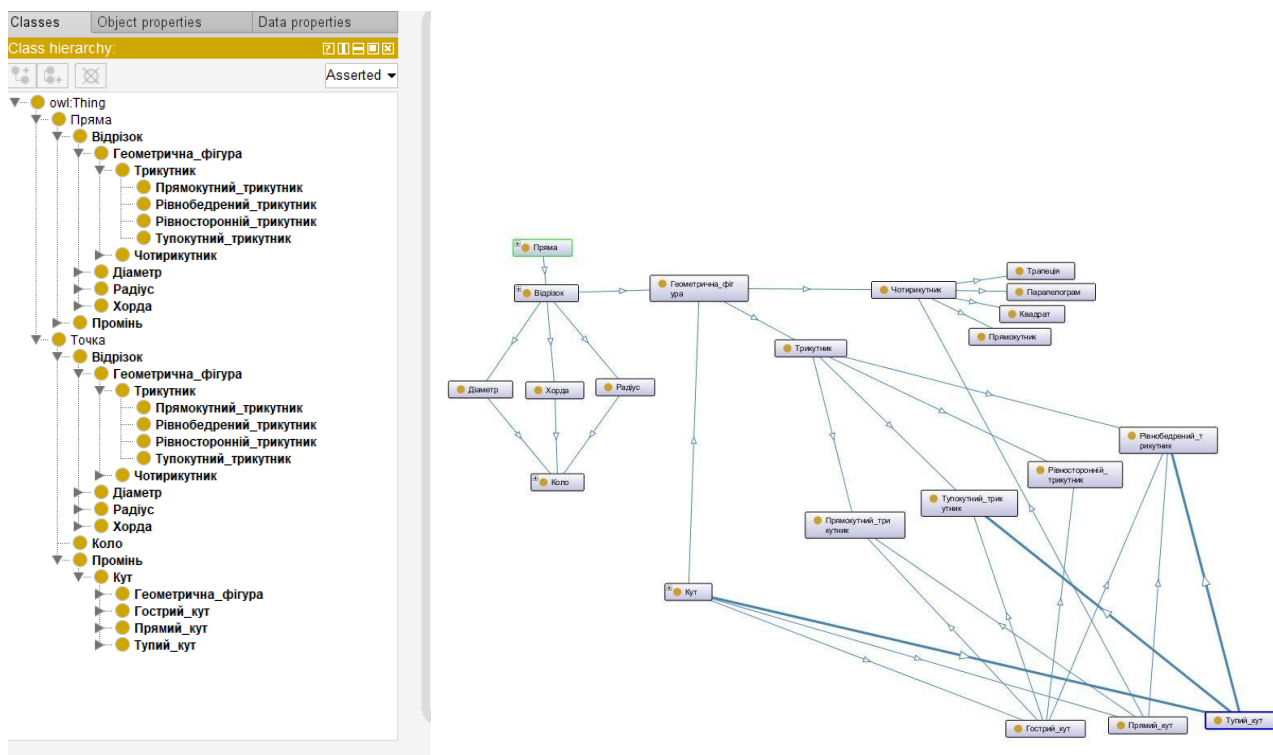 Classes Object properties Data properties
Class hierarchy:
Asserted
owl:Thing
Пряма
Відрізок
Геометрична_фігура
Трикутник
Прямокутний_трикутник
Рівнобедрений_трикутник
Рівносторонній_трикутник
Тупокутний_трикутник
Чотирикутник
Діаметр
Радіус
Хорда
Промінь
Точка
Відрізок
Геометрична_фігура
Трикутник
Прямокутний_трикутник
Рівнобедрений_трикутник
Рівносторонній_трикутник
Тупокутний_трикутник
Чотирикутник
Діаметр
Радіус
Хорда
Коло
Промінь
Кут
Геометрична_фігура
Гострий_кут
Прямий_кут
Тупий_кут
Пряма
Відрізок
Геометрична_фіг
ура
Чотирикутник
Трапеція
Паралелограм
Квадрат
Прямокутник
Трикутник
Діаметр
Хорда
Радіус
Рівнобедрений_т
рикутник
Рівносторонній_
трикутник
Коло
Тупокутний_трик
утник
Прямокутний_три
кутник
Кут
Гострий_кут
Прямий_кут
Тупий_кут